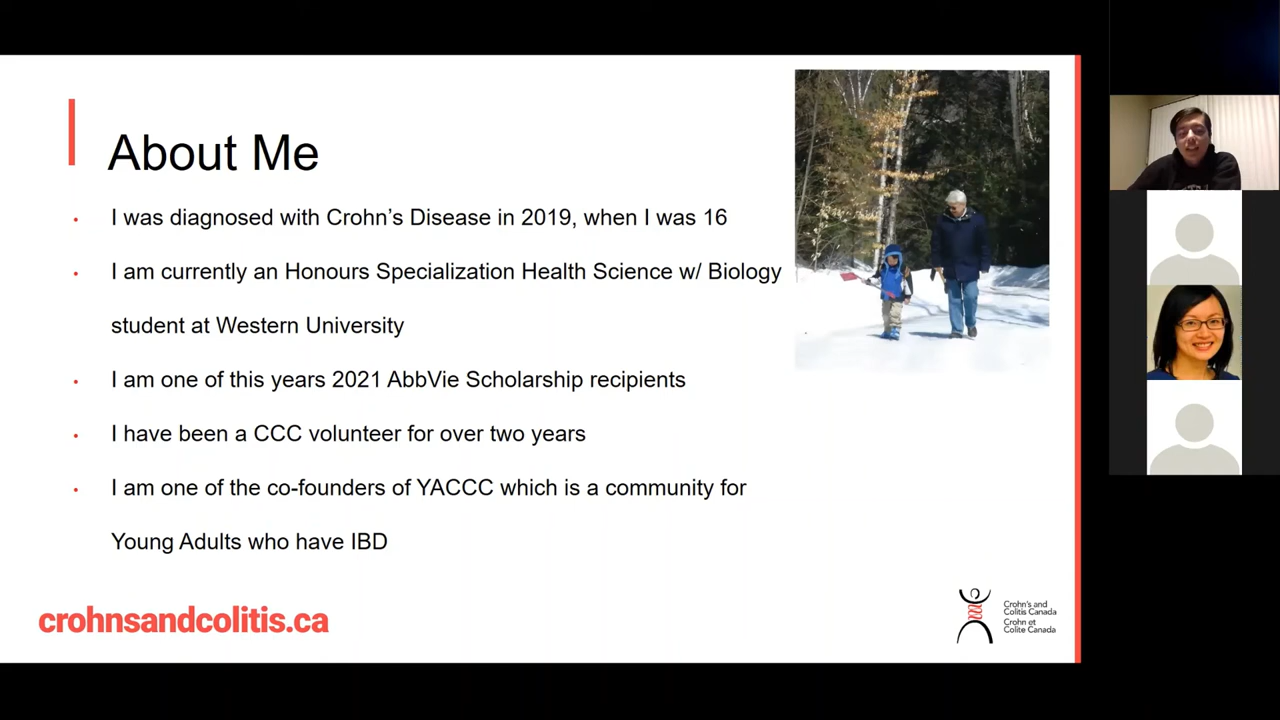 About Me
I was diagnosed with Crohn's Disease in 2019, when I was 16
I am currently an Honours Specialization Health Science w/ Biology
student at Western University
I am one of this years 2021 AbbVie Scholarship recipients
I have been a CCC volunteer for over two years
I am one of the co-founders of YACCC which is a community for
Young Adults who have IBD
crohnsandcolitis.ca
Crohn's and
Colitis Canada
Crohn et
Colite Canada